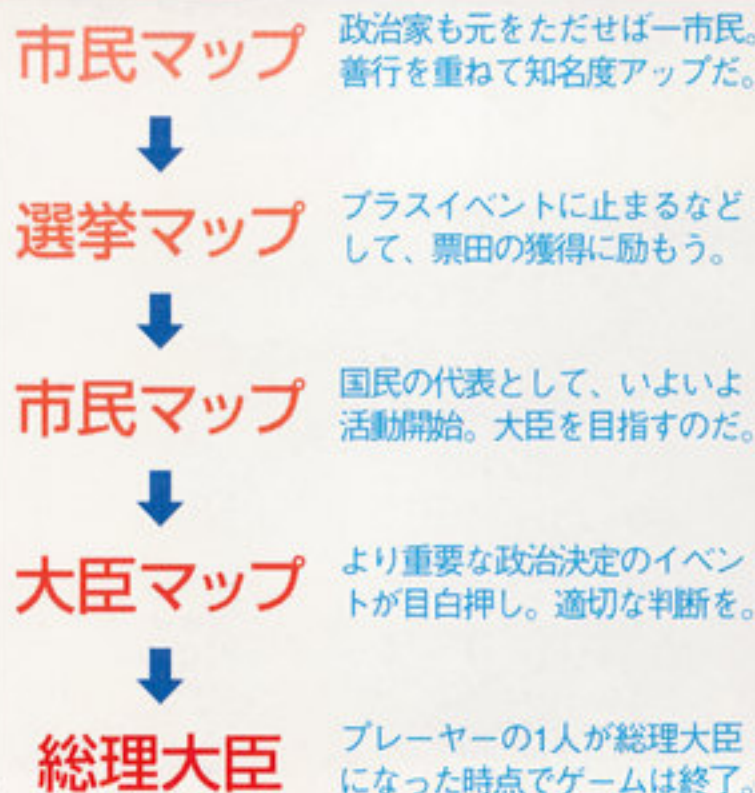 市民マップ
政治家も元をただせば一市民。
善行を重ねて知名度アップだ。
選挙マップ
プラスイベントに止まるなど
して、票田の獲得に励もう。
市民マップ
国民の代表として、いよいよ
活動開始。大臣を目指すのだ。
大臣マップ
より重要な政治決定のイベン
トが目白押し。適切な判断を。
総理大臣
プレーヤーの1人が総理大臣
になった時点でゲームは終了。